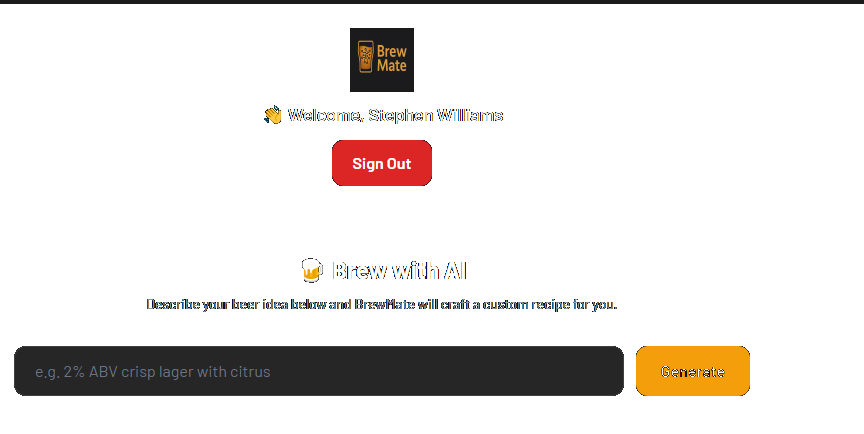 Brew
Mate
👋 Welcome, Stephen Williams
Sign Out
🍺 Brew with AI
Describe your beer idea below and BrewMate will craft a custom recipe for you.
e.g. 2% ABV crisp lager with citrus
Generate